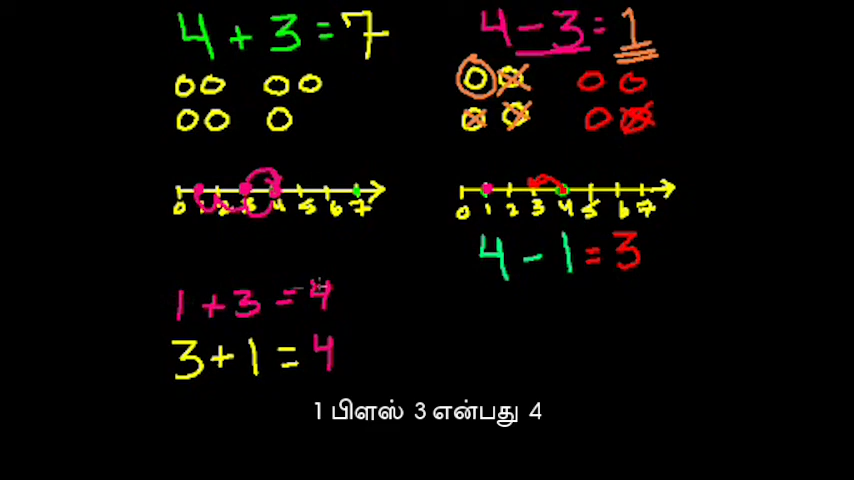 4 + 3 = 7
4 - 3 = 1
0 1 2 3 4 5 6 7
0 1 2 3 4 5 6 7
4 - 1 = 3
1 + 3 = 4
3 + 1 = 4
1 பிளஸ் 3 என்பது 4